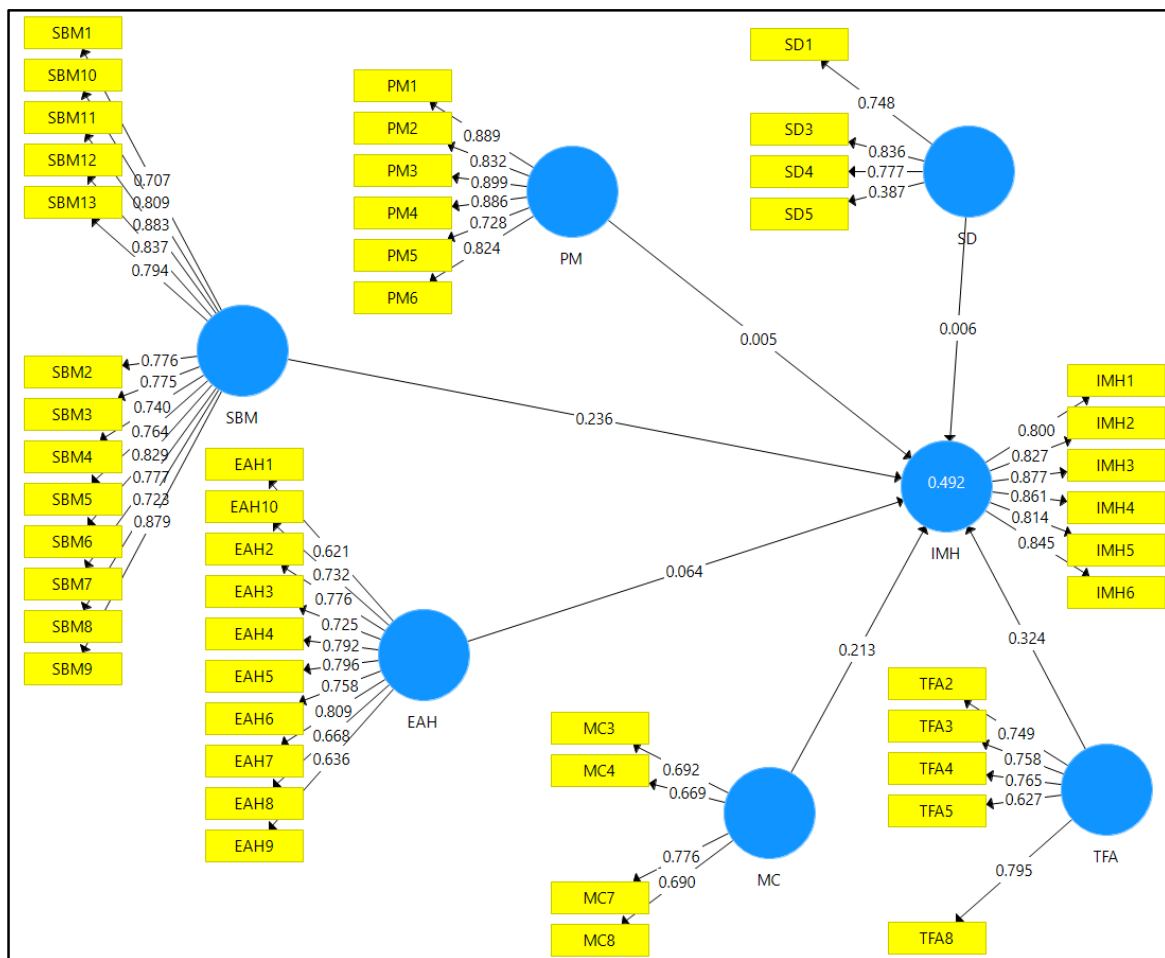 SBM1
SBM10
SBM11
SBM12
SBM13
0.707
0.809
0.883
0.837
0.794
SBM2
SBM3
SBM4
SBM5
SBM6
SBM7
SBM8
SBM9
0.776
0.775
0.740
0.764
0.829
0.777
0.723
0.879
SBM
0.236
PM1
PM2
PM3
PM4
PM5
PM6
0.889
0.832
0.899
0.886
0.728
0.824
PM
0.005
SD1
SD3
SD4
SD5
0.748
0.836
0.777
0.387
SD
0.006
EAH1
EAH10
EAH2
EAH3
EAH4
EAH5
EAH6
EAH7
EAH8
EAH9
0.621
0.732
0.776
0.725
0.792
0.796
0.758
0.809
0.668
0.636
EAH
0.064
0.492
IMH
0.800
0.827
0.877
0.861
0.814
0.845
IMH1
IMH2
IMH3
IMH4
IMH5
IMH6
MC3
MC4
MC7
MC8
0.692
0.669
0.776
0.690
MC
0.213
TFA2
TFA3
TFA4
TFA5
TFA8
0.749
0.758
0.765
0.627
0.795
TFA
0.324